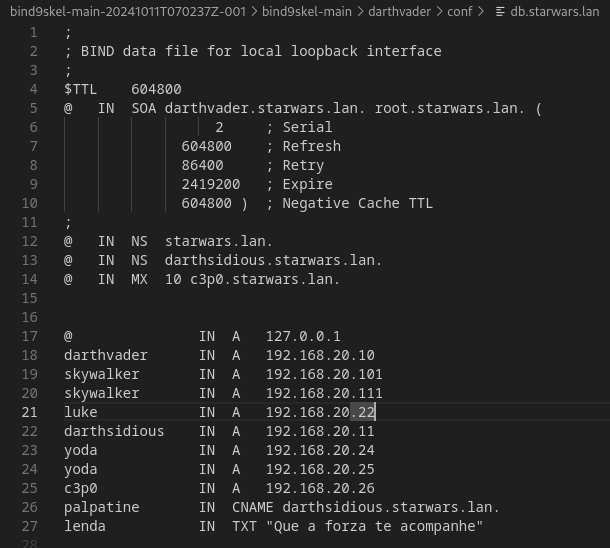 bind9skel-main-20241011T070237Z-001 > bind9skel-main > darthvader > conf > db.starwars.lan
1 ;
2 ; BIND data file for local loopback interface
3 ;
4 $TTL 604800
5 @ IN SOA darthvader.starwars.lan. root.starwars.lan. (
6 2 ; Serial
7 604800 ; Refresh
8 86400 ; Retry
9 2419200 ; Expire
10 604800 ) ; Negative Cache TTL
11 ;
12 @ IN NS starwars.lan.
13 @ IN NS darthsidious.starwars.lan.
14 @ IN MX 10 c3p0.starwars.lan.
15
16
17 @ IN A 127.0.0.1
18 darthvader IN A 192.168.20.10
19 skywalker IN A 192.168.20.101
20 skywalker IN A 192.168.20.111
21 luke IN A 192.168.20.22
22 darthsidious IN A 192.168.20.11
23 yoda IN A 192.168.20.24
24 yoda IN A 192.168.20.25
25 c3p0 IN A 192.168.20.26
26 palpatine IN CNAME darthsidious.starwars.lan.
27 lenda IN TXT "Que a forza te acompanhe"
28